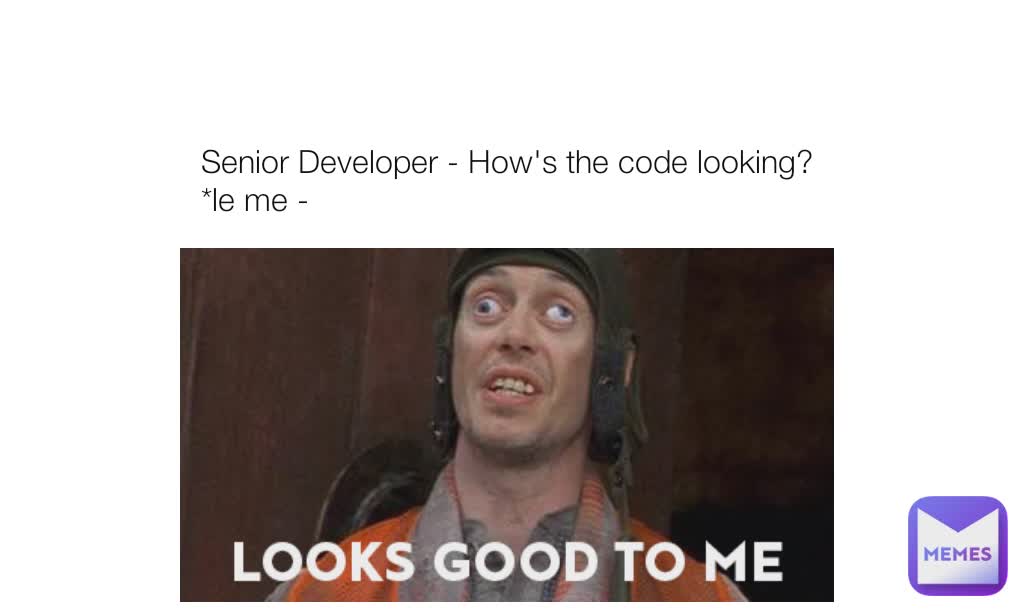 Senior Developer - How's the code looking?
*le me -
LOOKS GOOD TO ME
MEMES